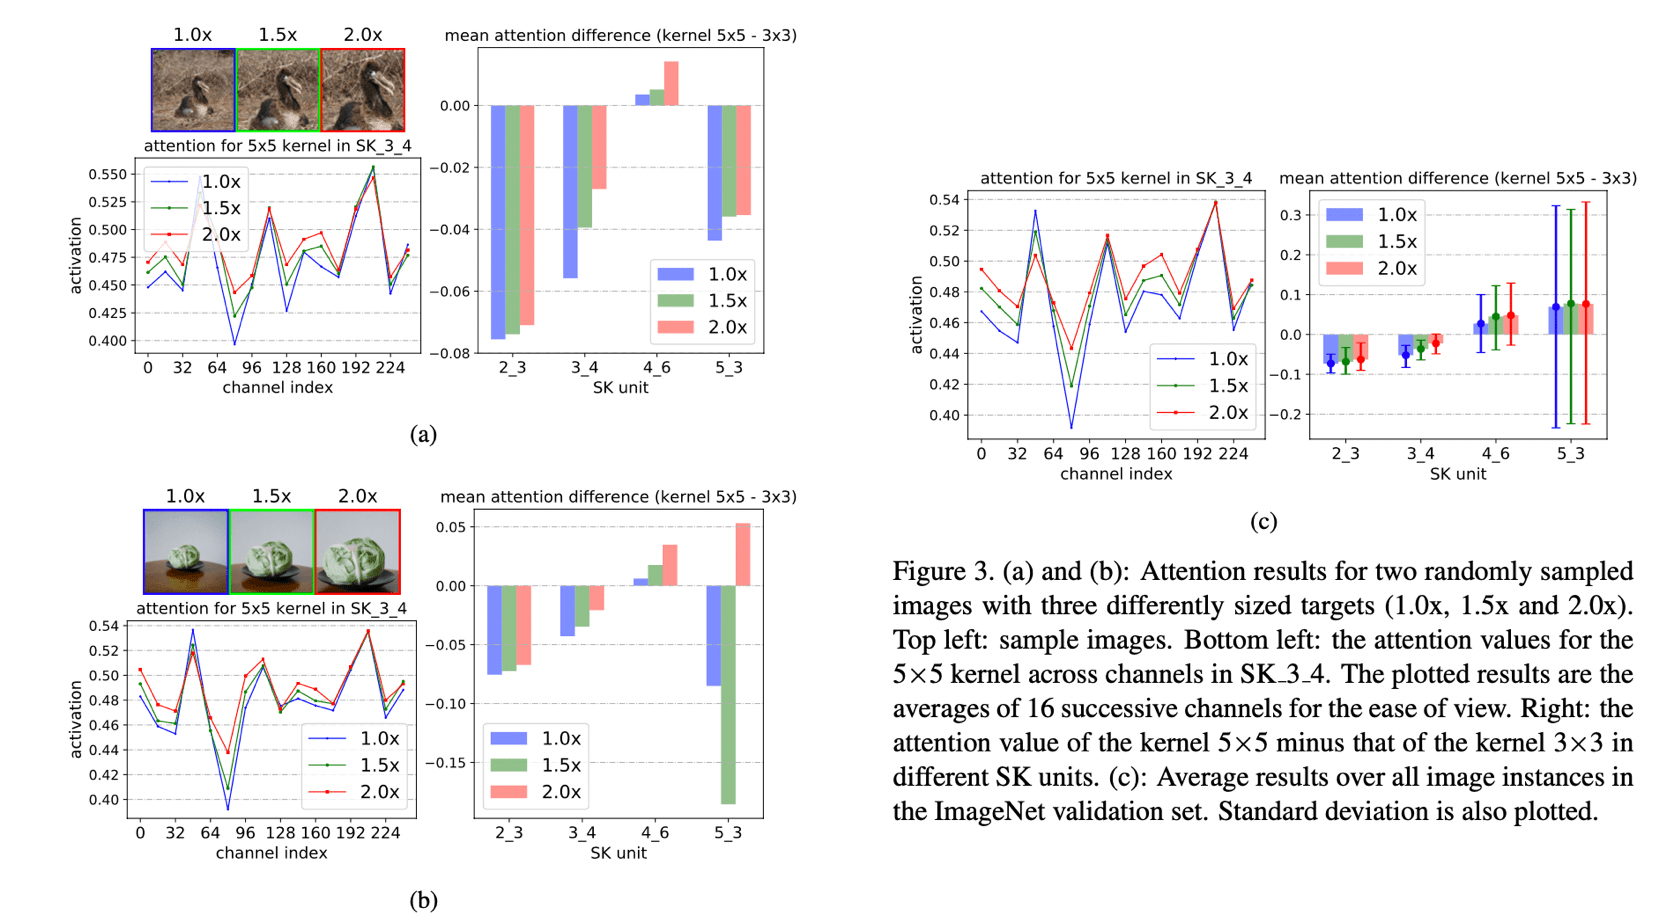 1.0x 1.5x 2.0x
attention for 5x5 kernel in SK_3_4
0.550
0.525
0.500
0.475
0.450
0.425
0.400
activation
1.0x
1.5x
2.0x
0 32 64 96 128 160 192 224
channel index
mean attention difference (kernel 5x5 - 3x3)
0.00
−0.02
−0.04
−0.06
−0.08
1.0x
1.5x
2.0x
2_3 3_4 4_6 5_3
SK unit
(a)
1.0x 1.5x 2.0x
attention for 5x5 kernel in SK_3_4
0.54
0.52
0.50
0.48
0.46
0.44
0.42
0.40
activation
1.0x
1.5x
2.0x
0 32 64 96 128 160 192 224
channel index
mean attention difference (kernel 5x5 - 3x3)
0.05
0.00
−0.05
−0.10
−0.15
1.0x
1.5x
2.0x
2_3 3_4 4_6 5_3
SK unit
(b)
attention for 5x5 kernel in SK_3_4
0.54
0.52
0.50
0.48
0.46
0.44
0.42
0.40
activation
1.0x
1.5x
2.0x
0 32 64 96 128 160 192 224
channel index
mean attention difference (kernel 5x5 - 3x3)
0.3
0.2
0.1
0.0
−0.1
−0.2
1.0x
1.5x
2.0x
2_3 3_4 4_6 5_3
SK unit
(c)
Figure 3. (a) and (b): Attention results for two randomly sampled
images with three differently sized targets (1.0x, 1.5x and 2.0x).
Top left: sample images. Bottom left: the attention values for the
5×5 kernel across channels in SK_3_4. The plotted results are the
averages of 16 successive channels for the ease of view. Right: the
attention value of the kernel 5×5 minus that of the kernel 3×3 in
different SK units. (c): Average results over all image instances in
the ImageNet validation set. Standard deviation is also plotted.